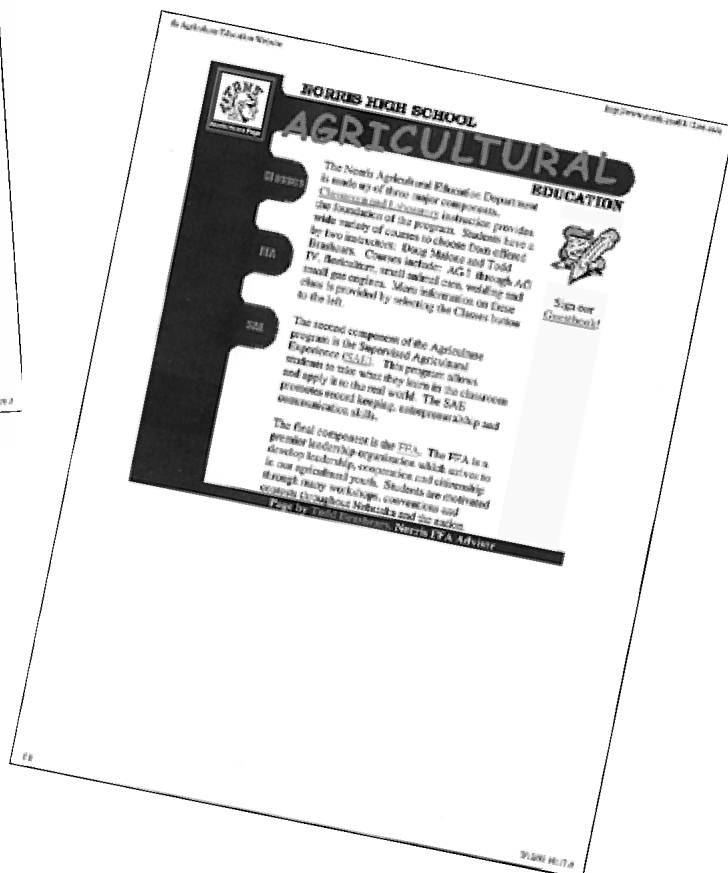 NORRIS HIGH SCHOOL
AGRICULTURAL
EDUCATION
Classes
FFA
SAE
The Norris Agricultural Education Department
is made up of three major components.
Classroom and Laboratory instruction provides
the foundation of the program. Students have a
wide variety of courses to choose from offered
by two instructors: Doug Malone and Todd
Brashears. Courses include: AG I through AG
IV, floriculture, small animal care, welding and
small gas engines. More information on these
class is provided by selecting the Classes button
to the left.
The second component of the Agriculture
program is the Supervised Agricultural
Experience (SAE). This program allows
students to take what they learn in the classroom
and apply it to the real world. The SAE
promotes record keeping, entrepreneurship and
communication skills.
The final component is the FFA. The FFA is a
premier leadership organization which strives to
develop leadership, cooperation and citizenship
in our agricultural youth. Students are motivated
through many workshops, conventions and
contests throughout Nebraska and the nation.
Sign our
Guestbook!
Page by Todd Brashears, Norris FFA Advisor